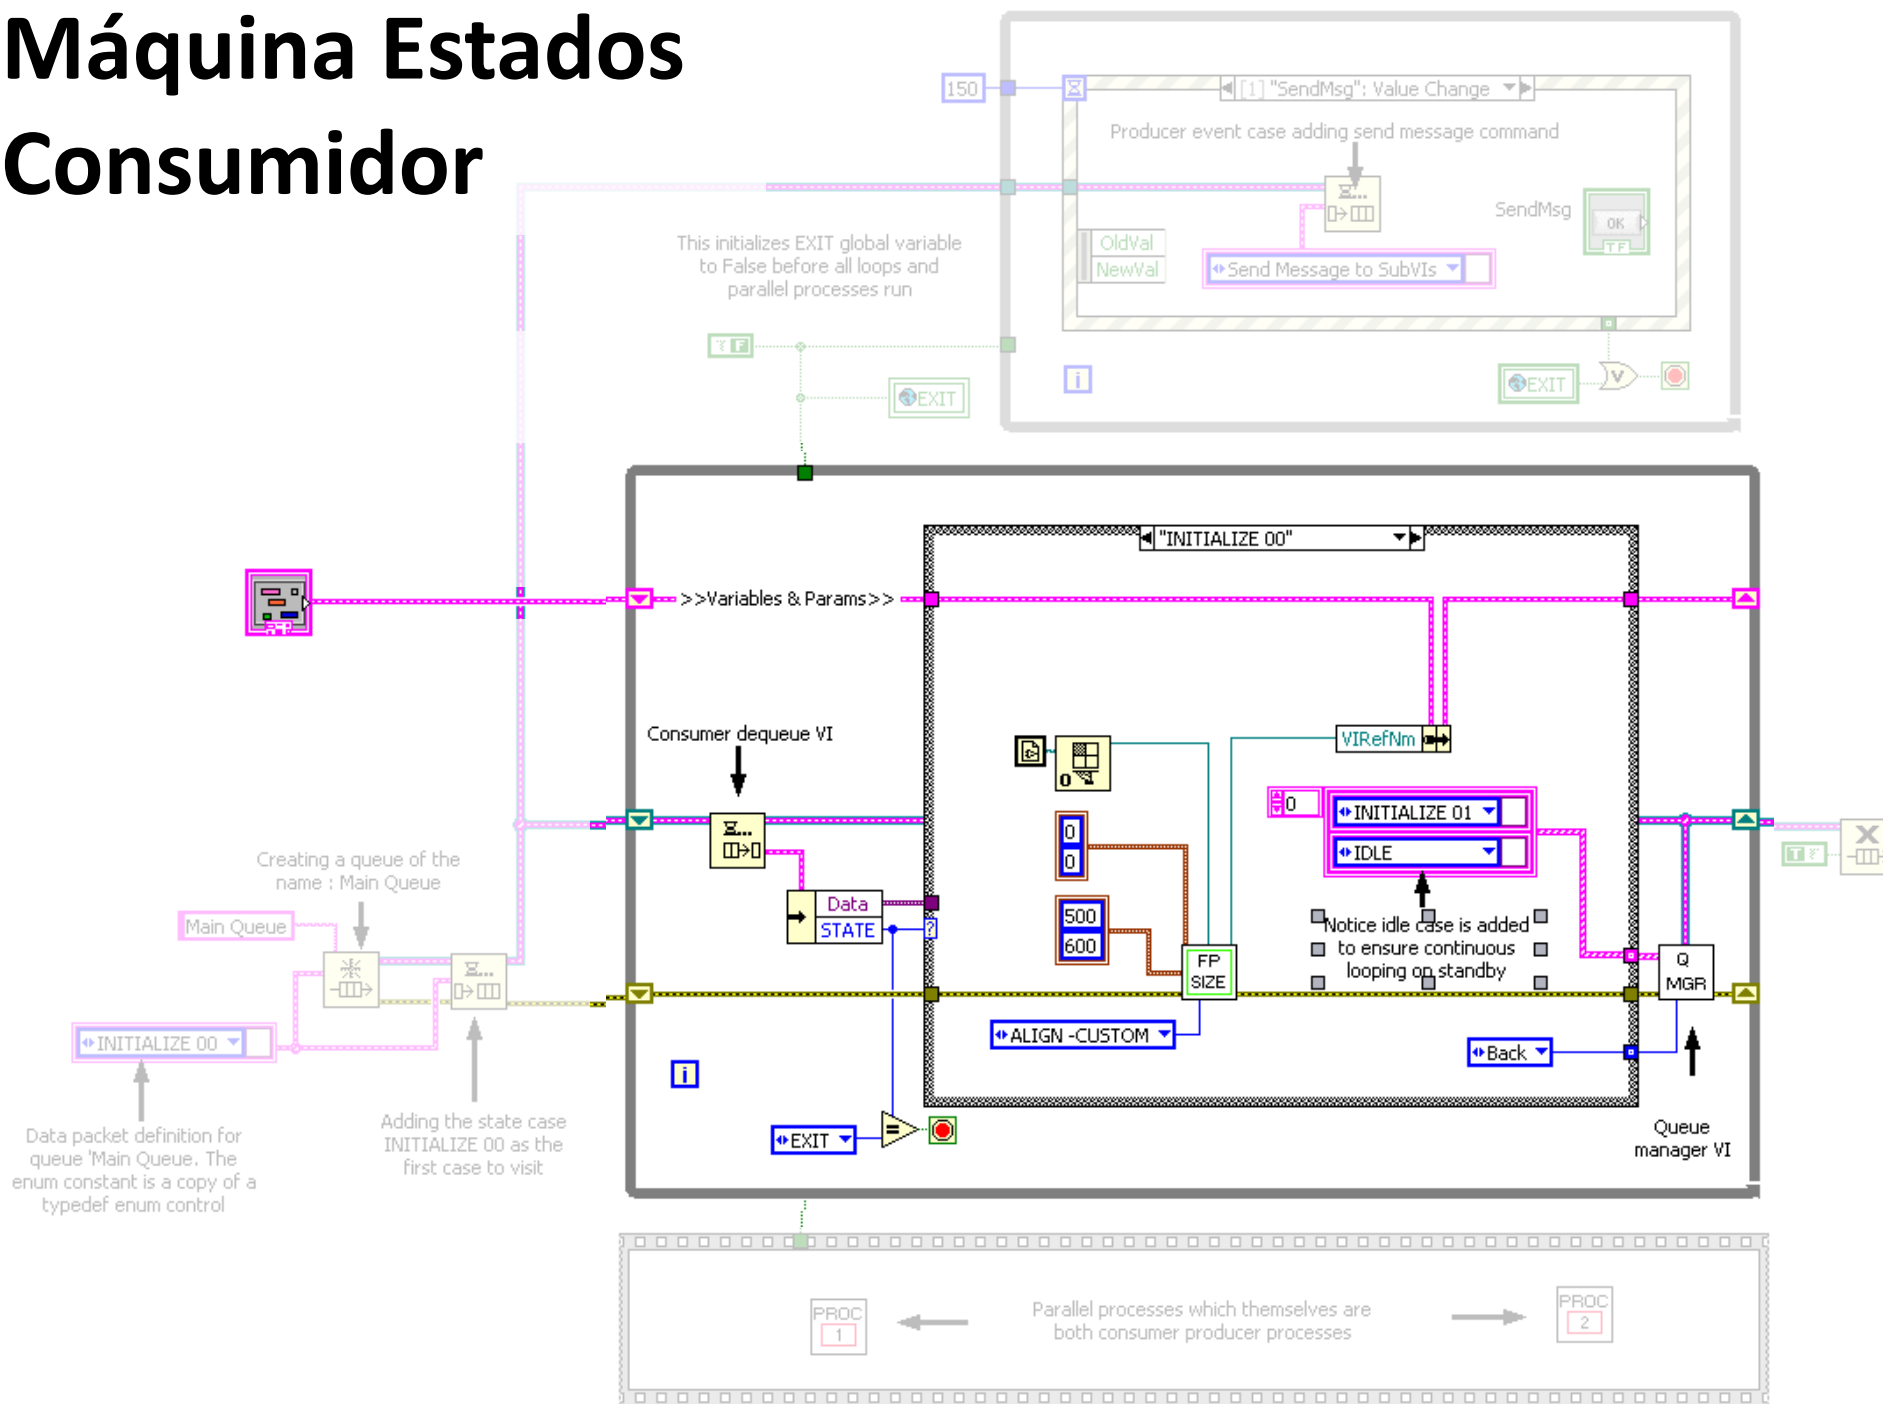 Máquina Estados
Consumidor
150
[1] "SendMsg": Value Change
Producer event case adding send message command
SendMsg
OK
TF
OldVal
NewVal
Send Message to SubVIs
This initializes EXIT global variable
to False before all loops and
parallel processes run
F
EXIT
i
EXIT
V
"INITIALIZE 00"
>>Variables & Params>>
Consumer dequeue VI
VIRefNm
0
0
INITIALIZE 01
IDLE
0
0
Data
STATE
?
500
600
Notice idle case is added
to ensure continuous
looping on standby
FP
SIZE
Q
MGR
ALIGN -CUSTOM
Back
i
EXIT
=
Queue
manager VI
Creating a queue of the
name : Main Queue
Main Queue
INITIALIZE 00
Data packet definition for
queue 'Main Queue. The
enum constant is a copy of a
typedef enum control
Adding the state case
INITIALIZE 00 as the
first case to visit
T
PROC
1
Parallel processes which themselves are
both consumer producer processes
PROC
2